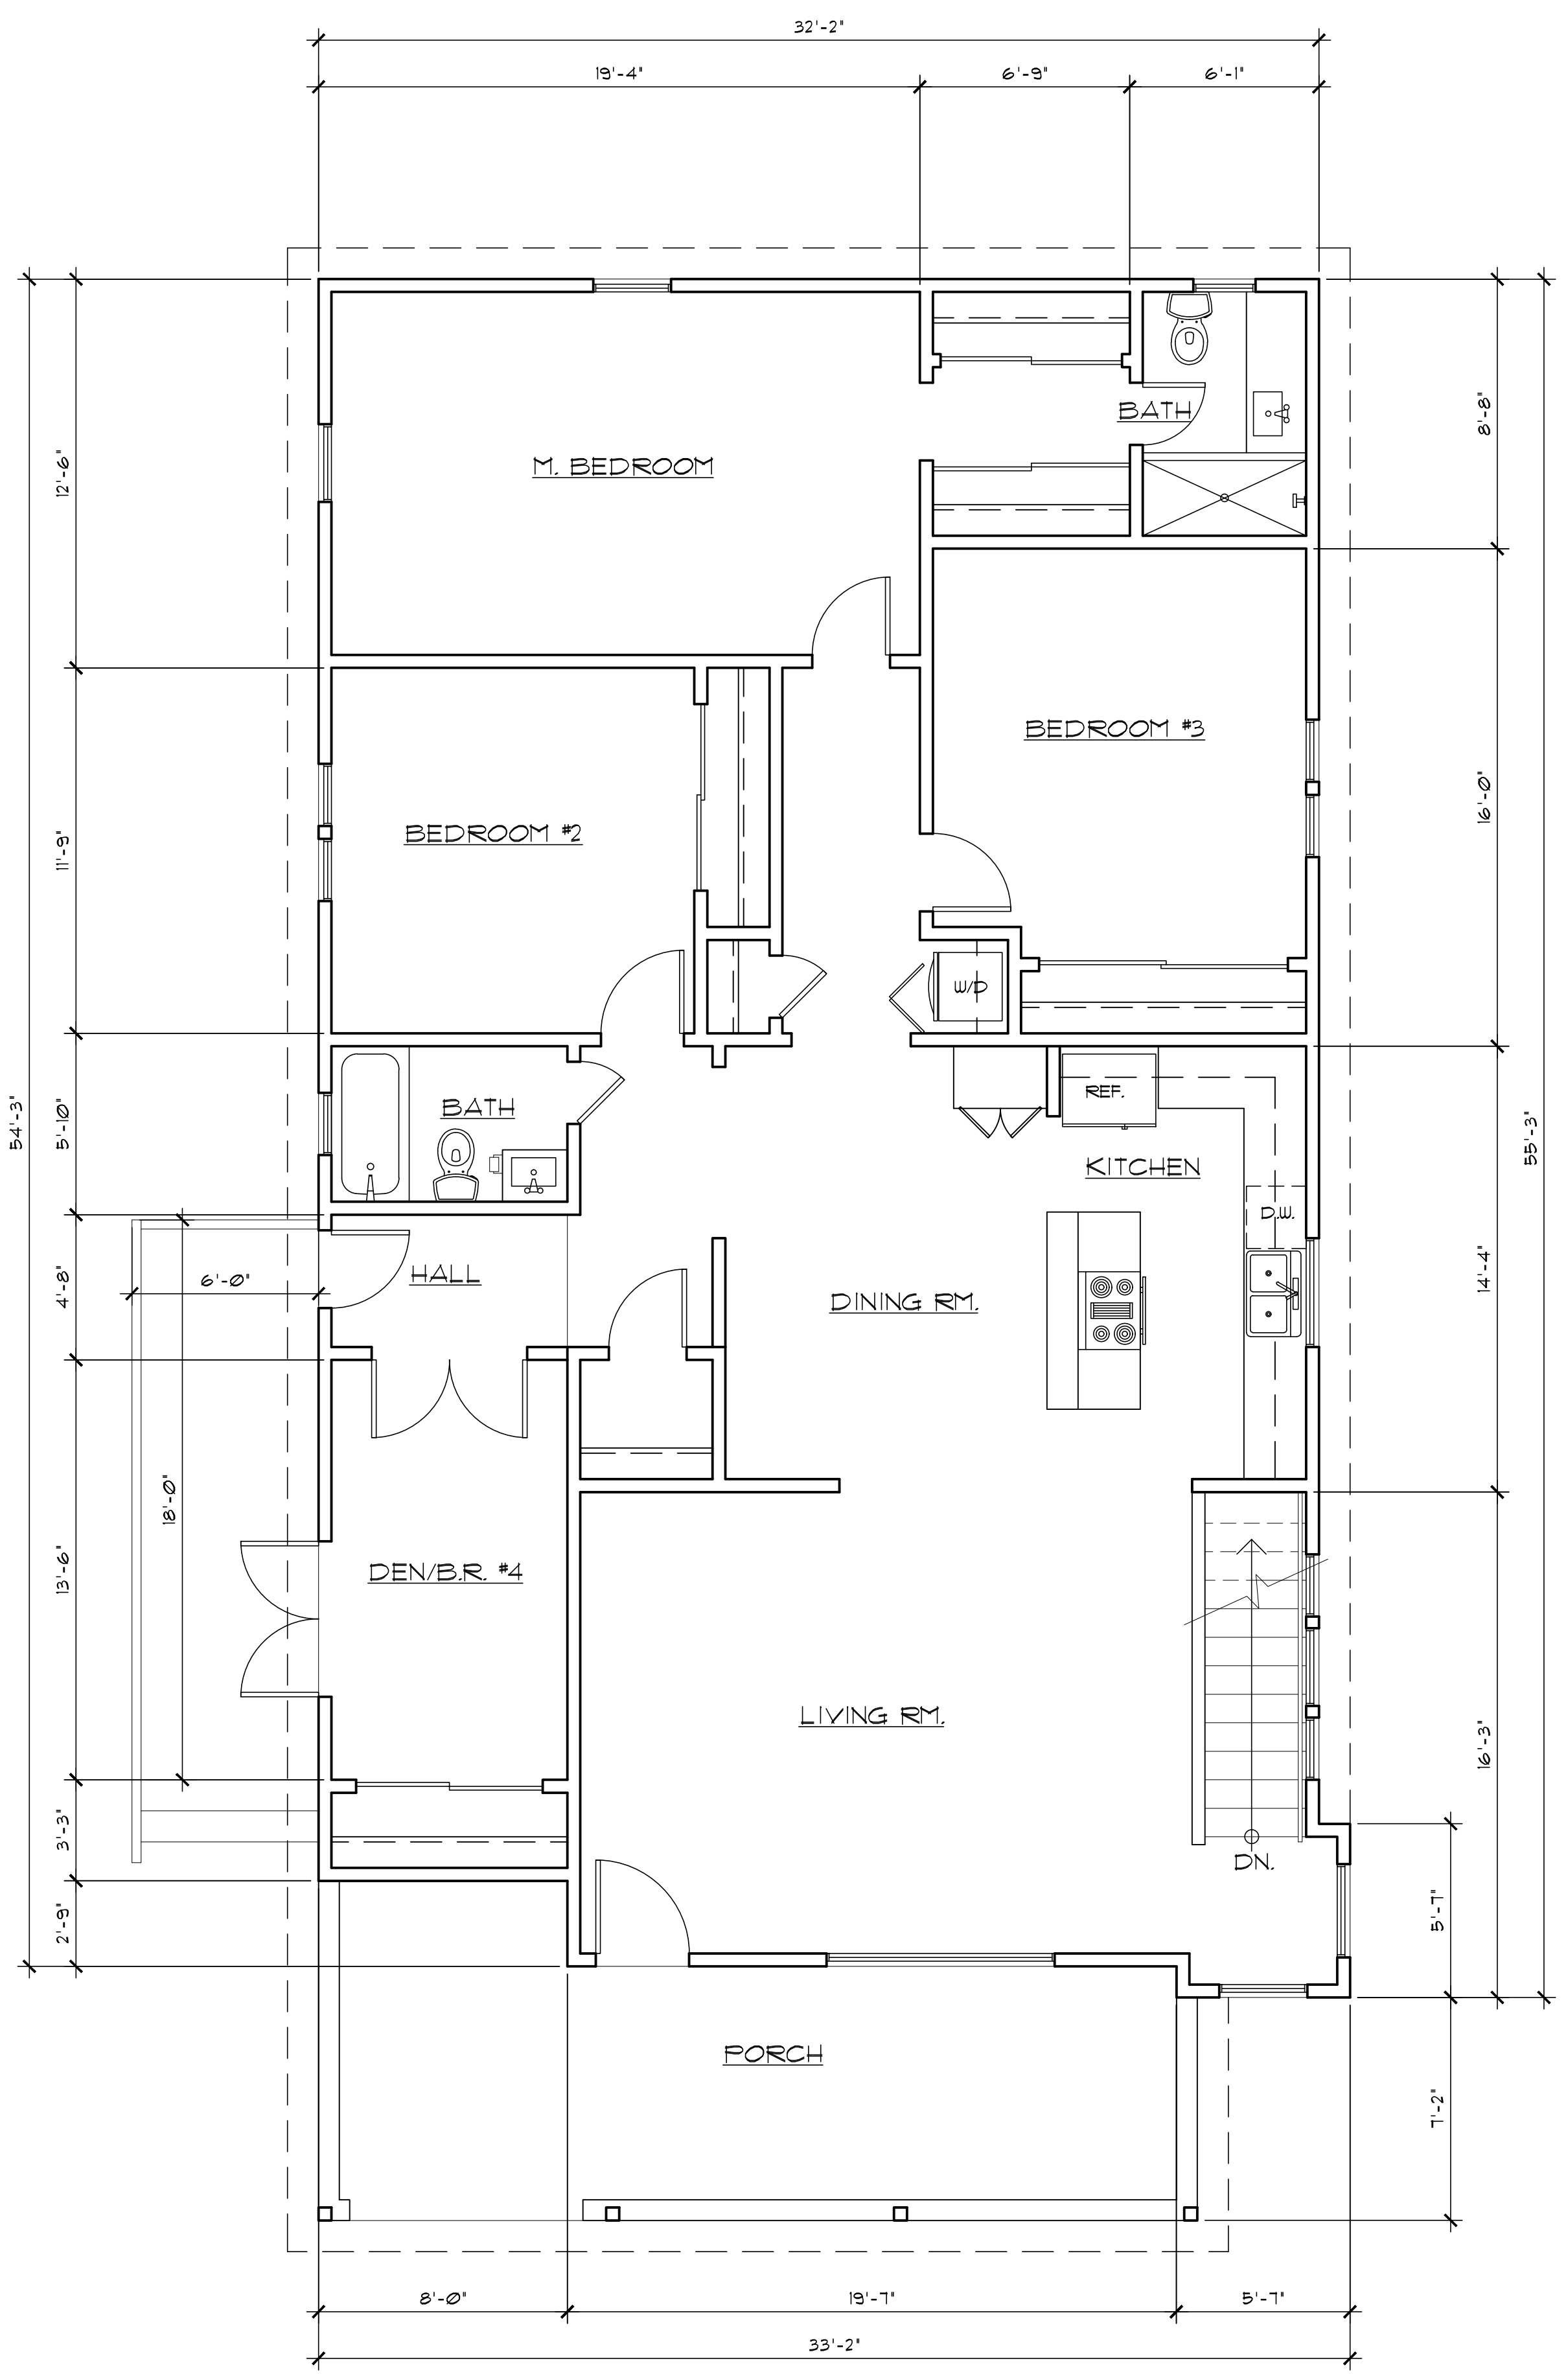 32'-2"
19'-4"
6'-9"
6'-1"
BATH
8'-8"
M. BEDROOM
12'-6"
BEDROOM #3
16'-0"
BEDROOM #2
11'-9"
W/D
REF.
BATH
5'-10"
54'-3"
55'-3"
KITCHEN
D.W.
HALL
6'-0"
4'-8"
14'-4"
DINING RM.
18'-0"
13'-6"
DEN/B.R. #4
LIVING RM.
16'-3"
3'-3"
DN.
2'-9"
5'-7"
PORCH
7'-2"
8'-0"
19'-7"
5'-7"
33'-2"